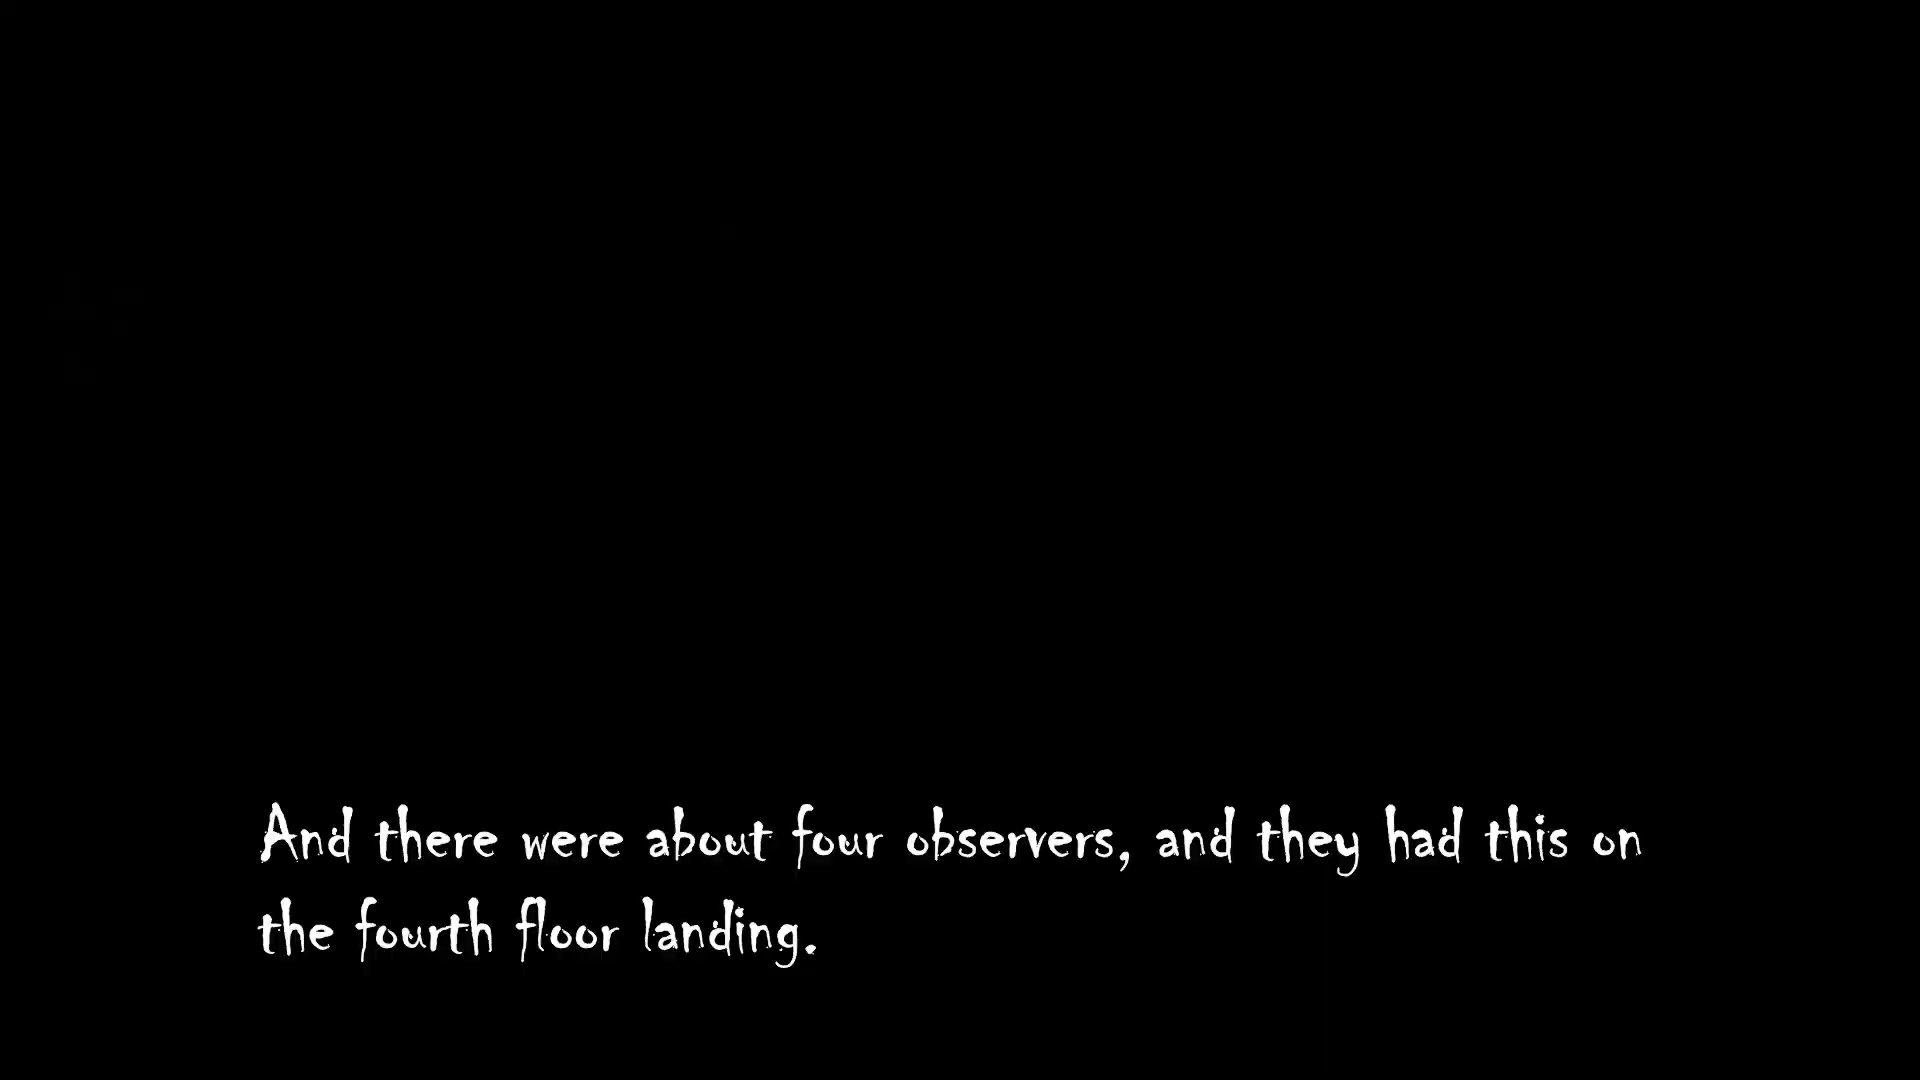 And there were about four observers, and they had this on
the fourth floor landing.